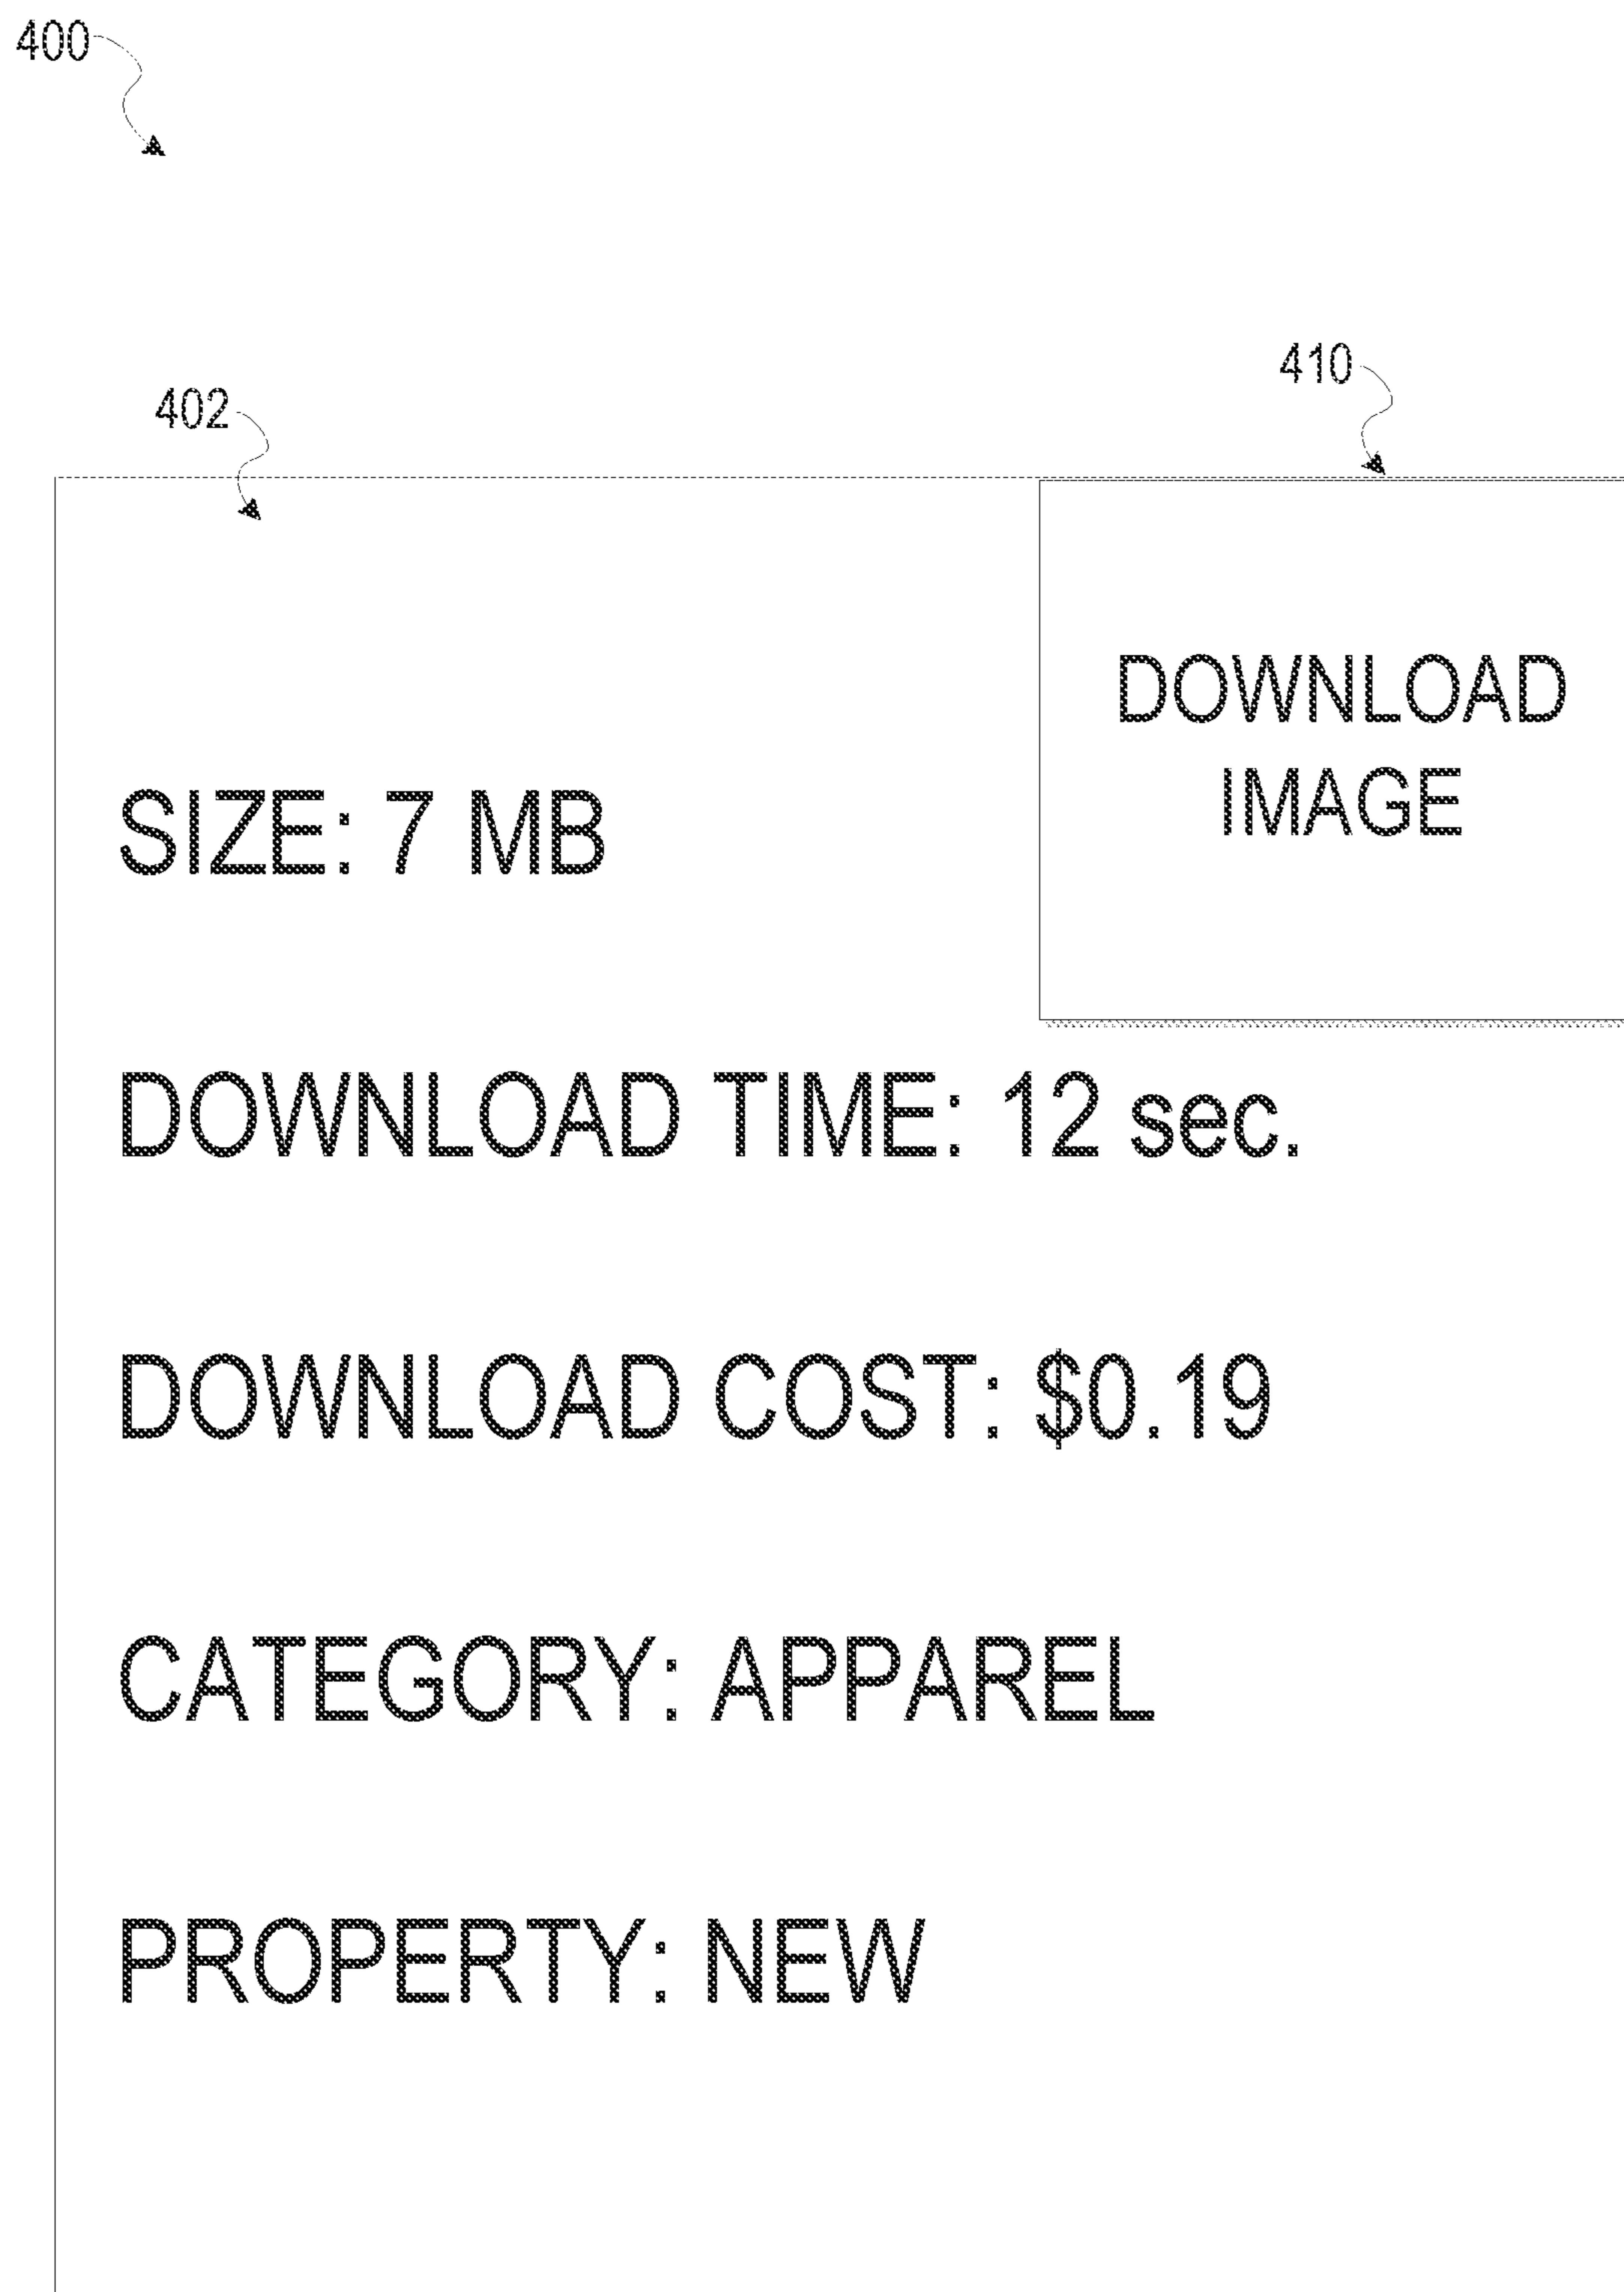 400
410
402
DOWNLOAD
IMAGE
SIZE: 7 MB
DOWNLOAD TIME: 12 sec.
DOWNLOAD COST: $0.19
CATEGORY: APPAREL
PROPERTY: NEW